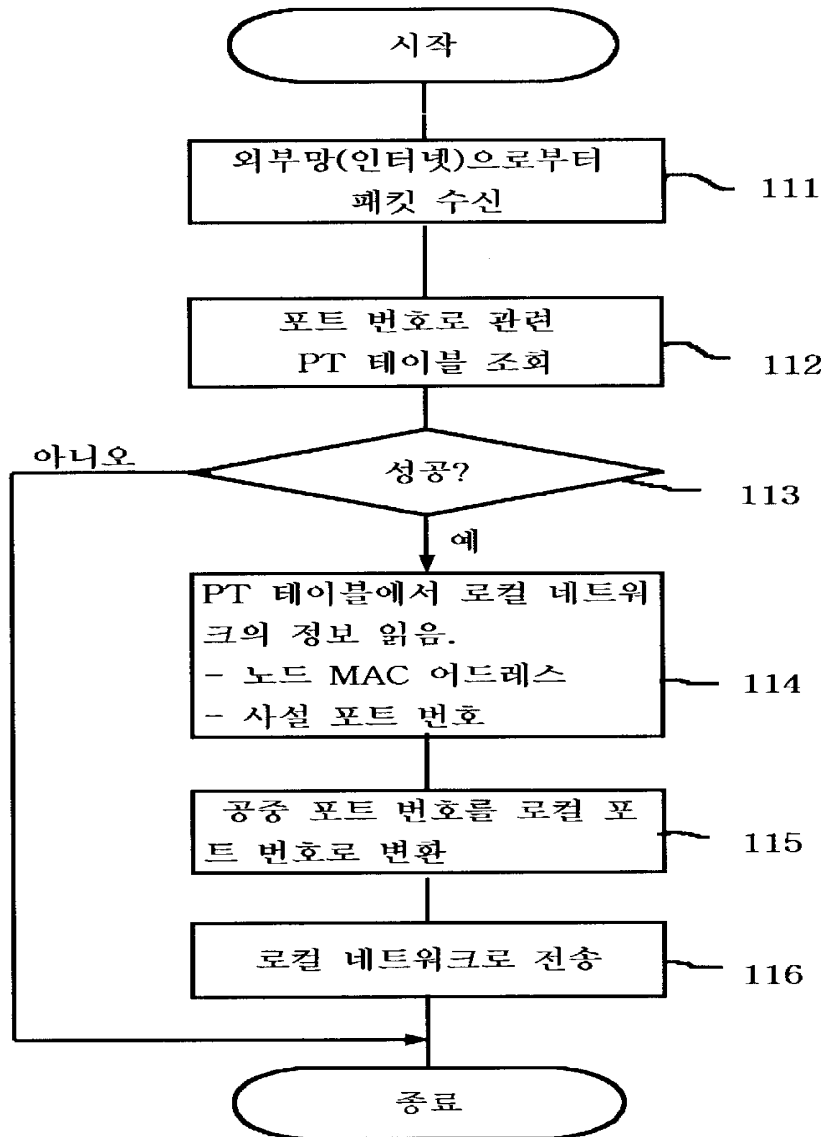 시작
외부망(인터넷)으로부터
패킷 수신
111
포트 번호로 관련
PT 테이블 조회
112
아니오
성공?
113
예
PT 테이블에서 로컬 네트워
크의 정보 읽음.
- 노드 MAC 어드레스
- 사설 포트 번호
114
공중 포트 번호를 로컬 포
트 번호로 변환
115
로컬 네트워크로 전송
116
종료